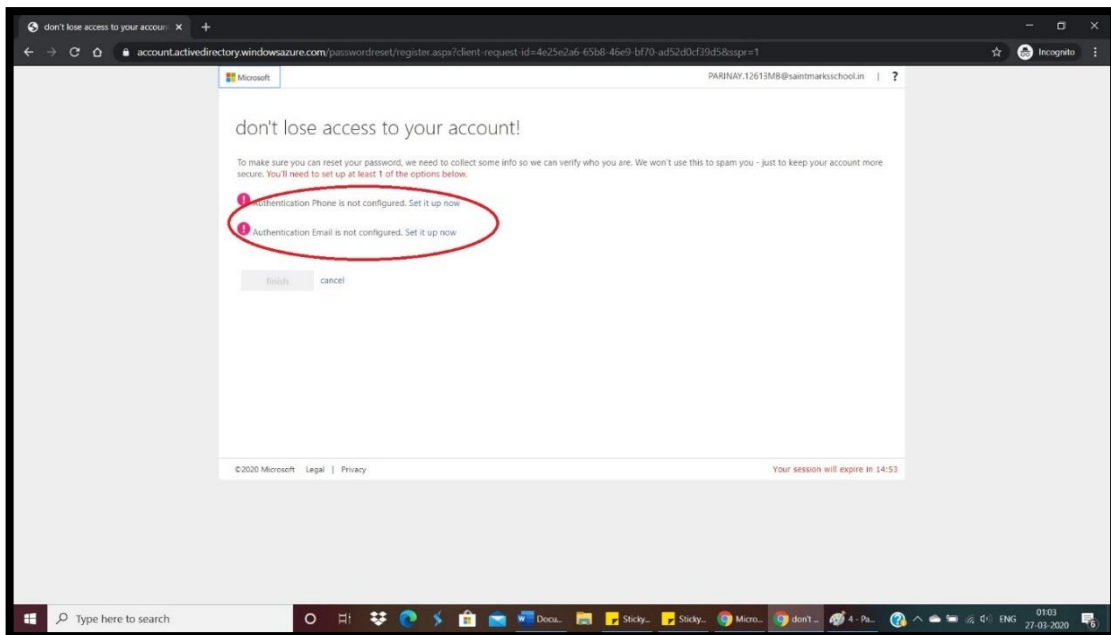 don't lose access to your accoun
account.activedirectory.windowsazure.com/passwordreset/register.aspx?client-request-id=4e25e2a6-65b8-46e9-bf70-ad52d0cf39d5&sspr=1
Incognito
Microsoft
PARINAY.12613MB@saintmarksschool.in | ?
don't lose access to your account!
To make sure you can reset your password, we need to collect some info so we can verify who you are. We won't use this to spam you - just to keep your account more
secure. You'll need to set up at least 1 of the options below.
Authentication Phone is not configured. Set it up now
Authentication Email is not configured. Set it up now
finish cancel
©2020 Microsoft Legal | Privacy
Your session will expire in 14:53
Type here to search
Docu... Sticky... Sticky... Micro... don't ... 4 - Pa...
ENG
01:03
27-03-2020
6